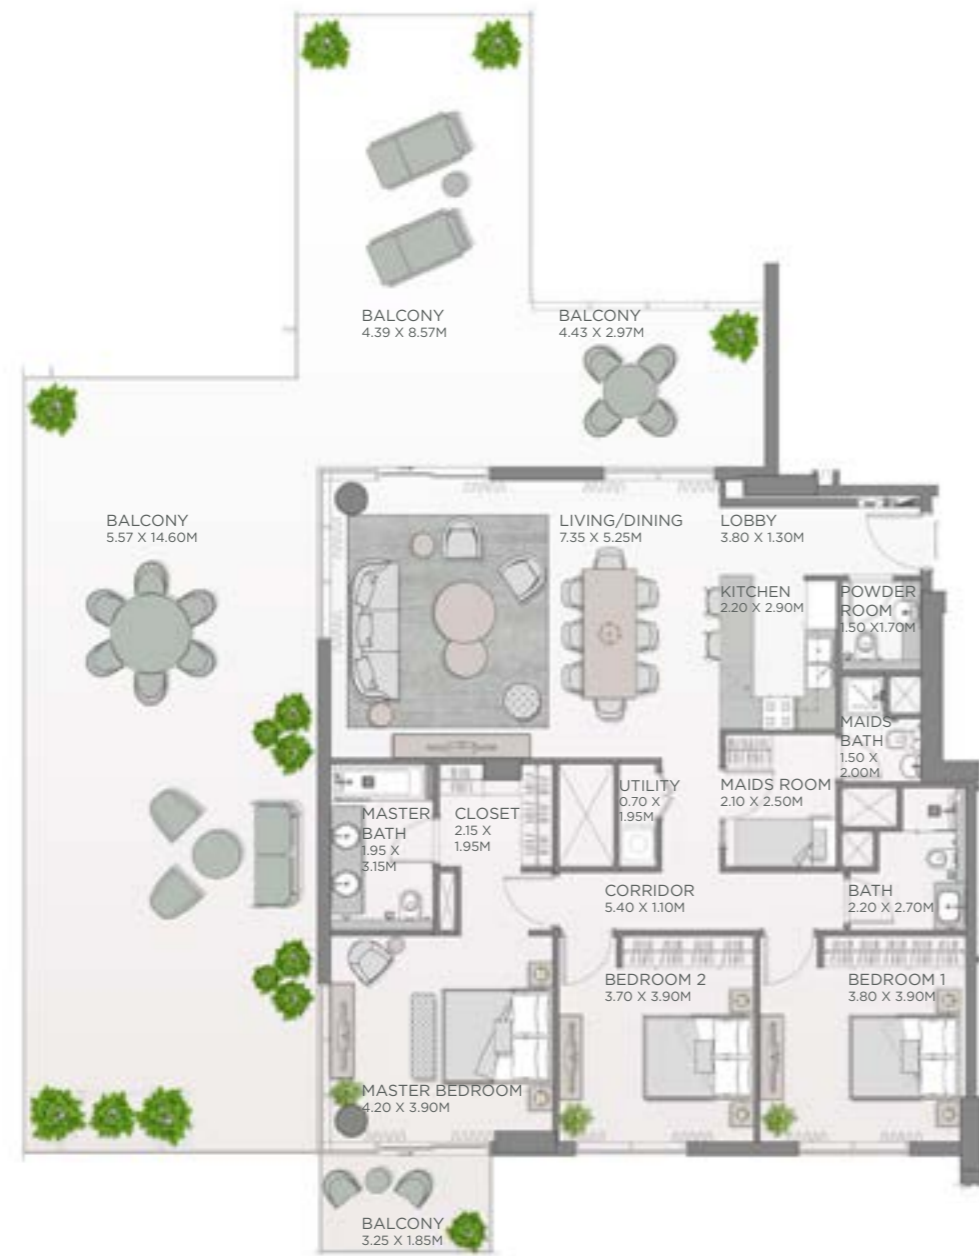 BALCONY
4.39 X 8.57M
BALCONY
4.43 X 2.97M
BALCONY
5.57 X 14.60M
LIVING/DINING
7.35 X 5.25M
LOBBY
3.80 X 1.30M
KITCHEN
2.20 X 2.90M
POWDER
ROOM
1.50 X1.70M
MAIDS
BATH
1.50 X
2.00M
MASTER
BATH
1.95 X
3.15M
CLOSET
2.15 X
1.95M
UTILITY
0.70 X
1.95M
MAIDS ROOM
2.10 X 2.50M
CORRIDOR
5.40 X 1.10M
BATH
2.20 X 2.70M
BEDROOM 2
3.70 X 3.90M
BEDROOM 1
3.80 X 3.90M
MASTER BEDROOM
4.20 X 3.90M
BALCONY
3.25 X 1.85M